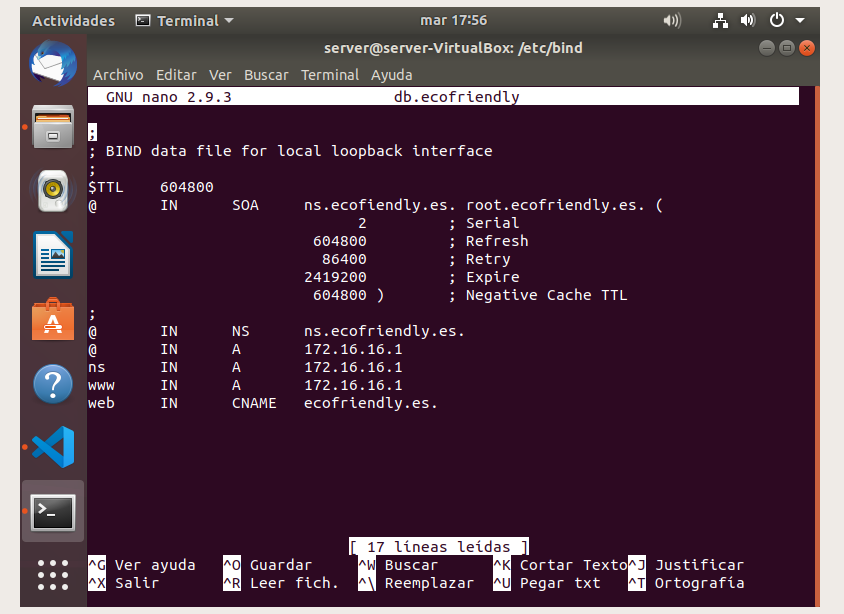 Actividades Terminal mar 17:56
server@server-VirtualBox: /etc/bind
Archivo Editar Ver Buscar Terminal Ayuda
GNU nano 2.9.3 db.ecofriendly
;
; BIND data file for local loopback interface
;
$TTL 604800
@ IN SOA ns.ecofiendly.es. root.ecofriendly.es. (
2 ; Serial
604800 ; Refresh
86400 ; Retry
2419200 ; Expire
604800 ) ; Negative Cache TTL
;
@ IN NS ns.ecofriendly.es.
@ IN A 172.16.16.1
ns IN A 172.16.16.1
www IN A 172.16.16.1
web IN CNAME ecofriendly.es.
[ 17 líneas leídas ]
^G Ver ayuda ^O Guardar ^W Buscar ^K Cortar Texto ^J Justificar
^X Salir ^R Leer fich. ^\ Reemplazar ^U Pegar txt ^T Ortografía